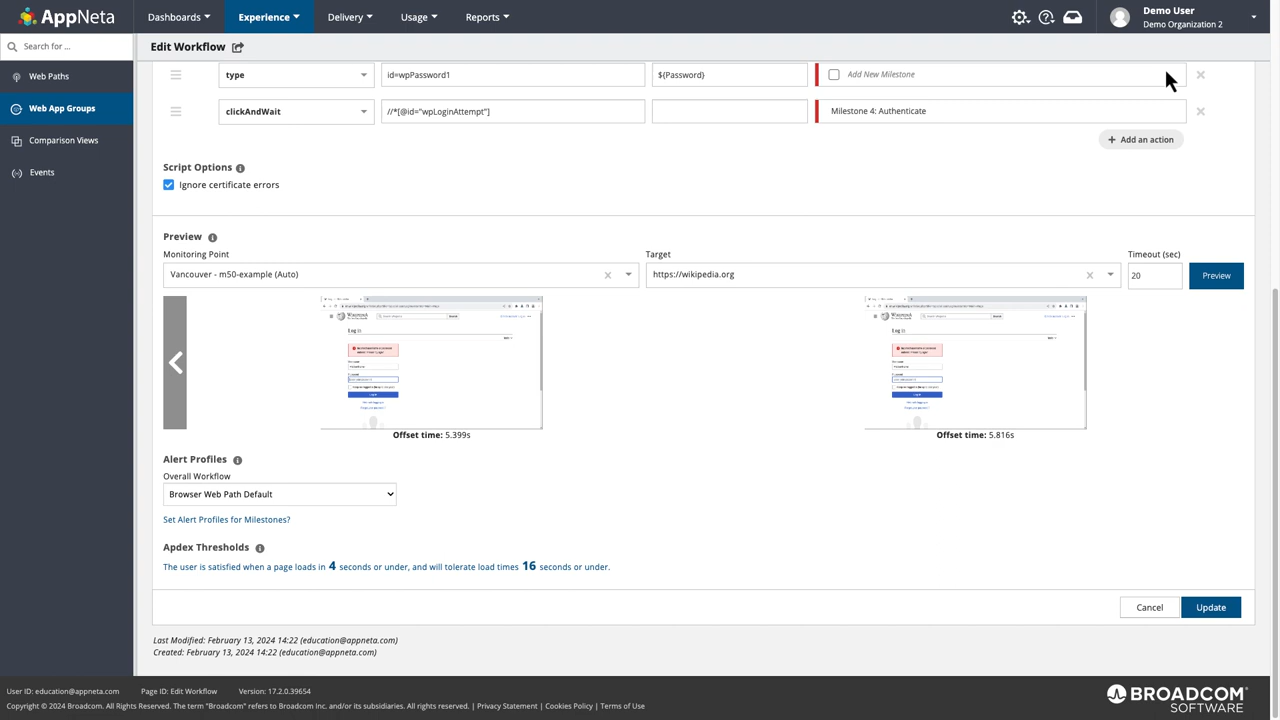 AppNeta
Dashboards
Experience
Delivery
Usage
Reports
Demo User
Demo Organization 2
Search for ...
Edit Workflow
Web Paths
Web App Groups
Comparison Views
Events
type
id=wpPassword1
${Password}
Add New Milestone
clickAndWait
//*[@id="wpLoginAttempt"]
Milestone 4: Authenticate
+ Add an action
Script Options
Ignore certificate errors
Preview
Monitoring Point
Target
Timeout (sec)
Vancouver - m50-example (Auto)
https://wikipedia.org
20
Preview
Log in
Log in
Offset time: 5.399s
Offset time: 5.816s
Alert Profiles
Overall Workflow
Browser Web Path Default
Set Alert Profiles for Milestones?
Apdex Thresholds
The user is satisfied when a page loads in 4 seconds or under, and will tolerate load times 16 seconds or under.
Cancel
Update
Last Modified: February 13, 2024 14:22 (education@appneta.com)
Created: February 13, 2024 14:22 (education@appneta.com)
User ID: education@appneta.com
Page ID: Edit Workflow
Version: 17.2.0.39654
Copyright © 2024 Broadcom. All Rights Reserved. The term "Broadcom" refers to Broadcom Inc. and/or its subsidiaries. All rights reserved. | Privacy Statement | Cookies Policy | Terms of Use
BROADCOM®
SOFTWARE